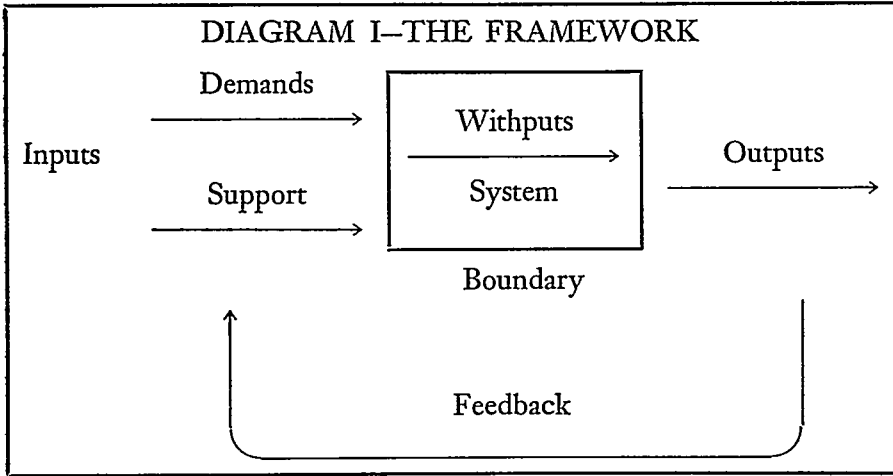 DIAGRAM I—THE FRAMEWORK
Demands
Withputs
Inputs
Outputs
Support
System
Boundary
Feedback